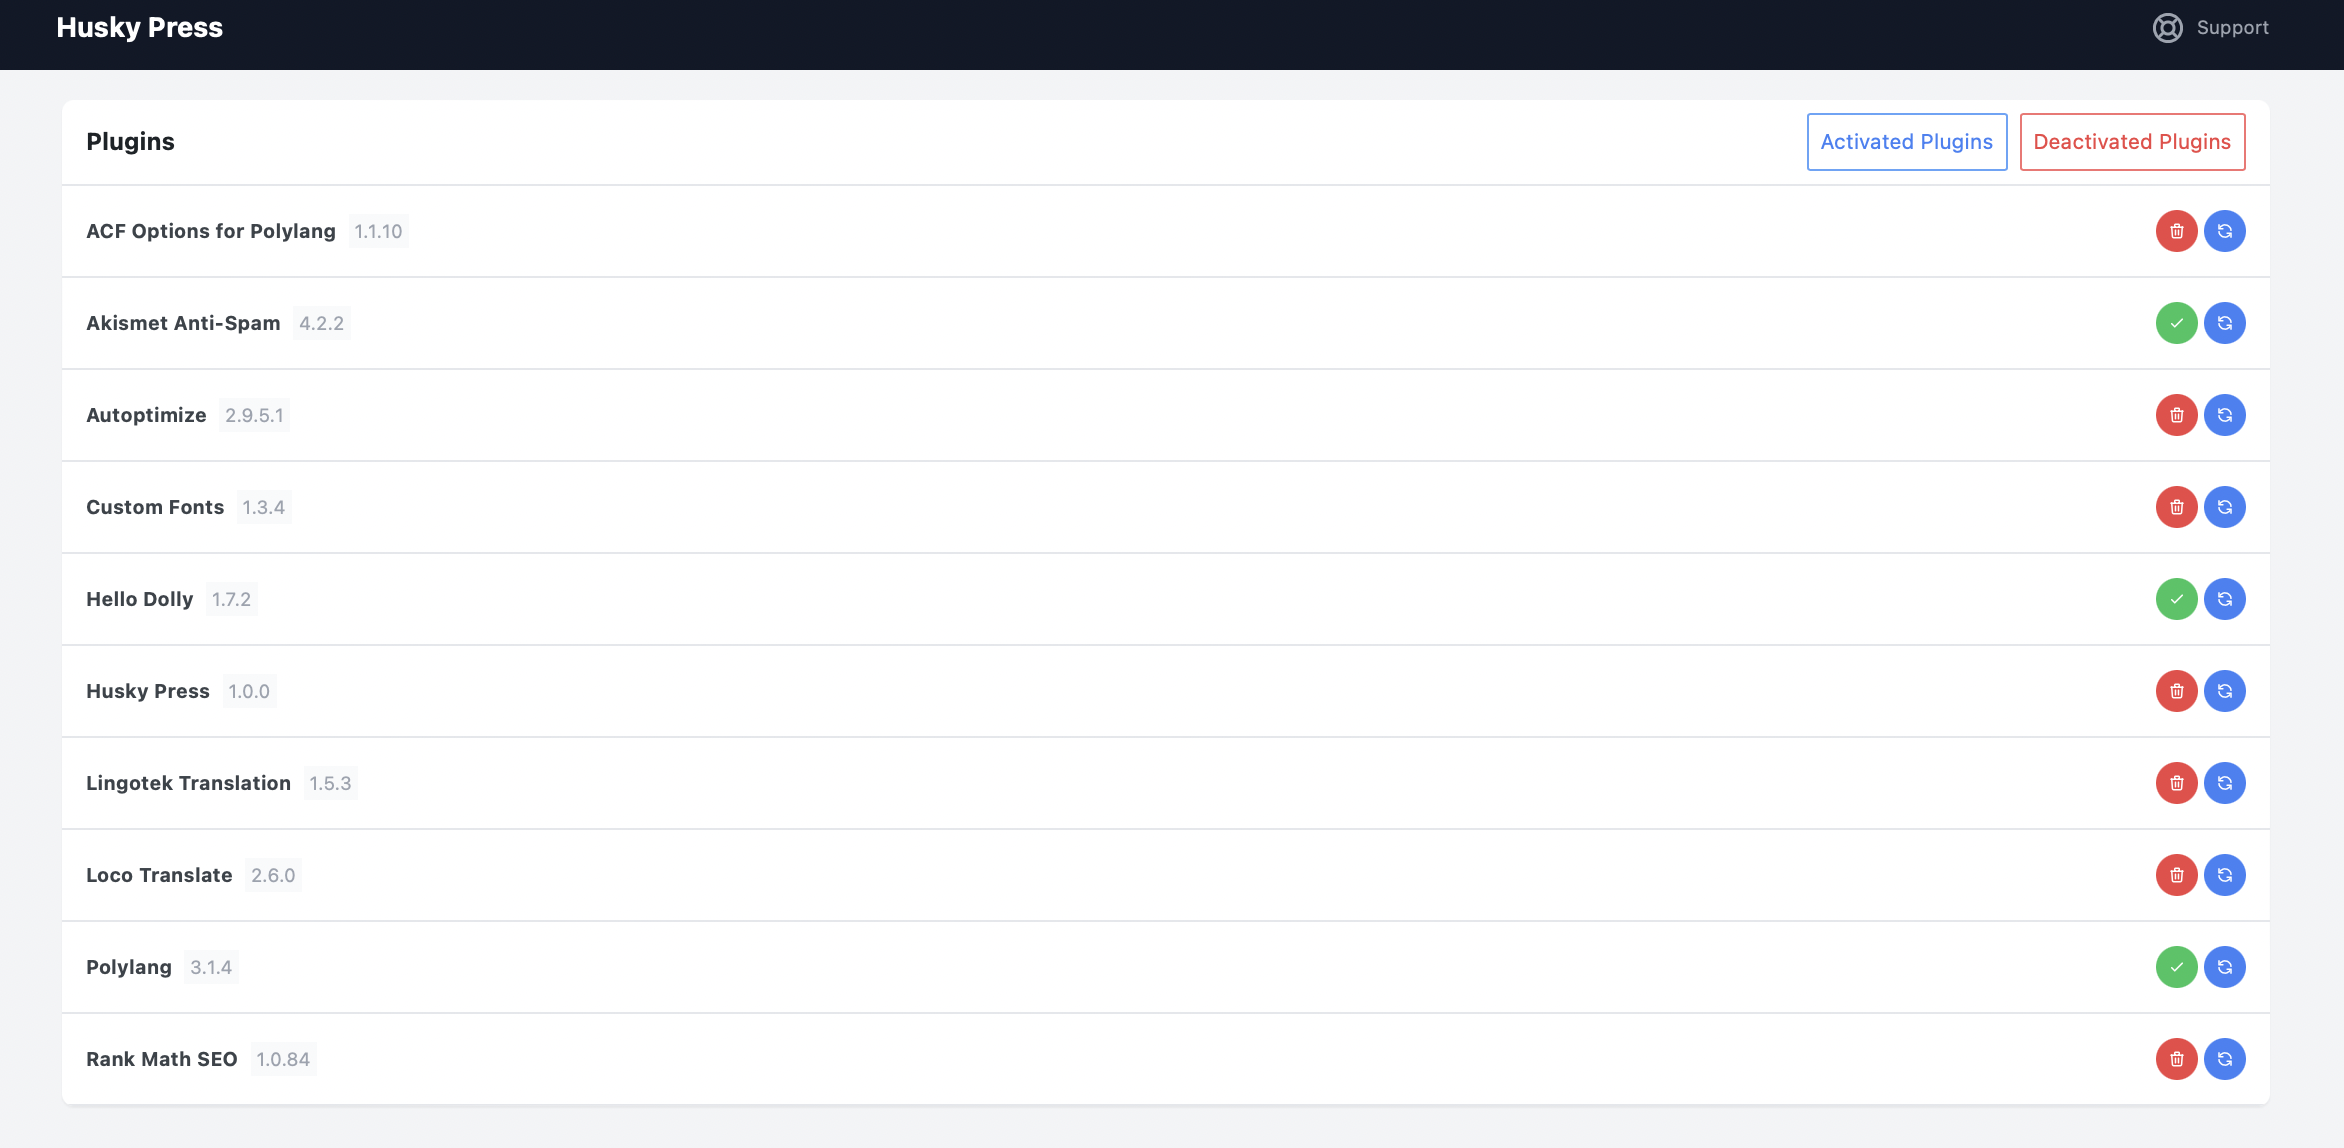 Husky Press
Support
Plugins
Activated Plugins
Deactivated Plugins
ACF Options for Polylang 1.1.10
Akismet Anti-Spam 4.2.2
Autoptimize 2.9.5.1
Custom Fonts 1.3.4
Hello Dolly 1.7.2
Husky Press 1.0.0
Lingotek Translation 1.5.3
Loco Translate 2.6.0
Polylang 3.1.4
Rank Math SEO 1.0.84